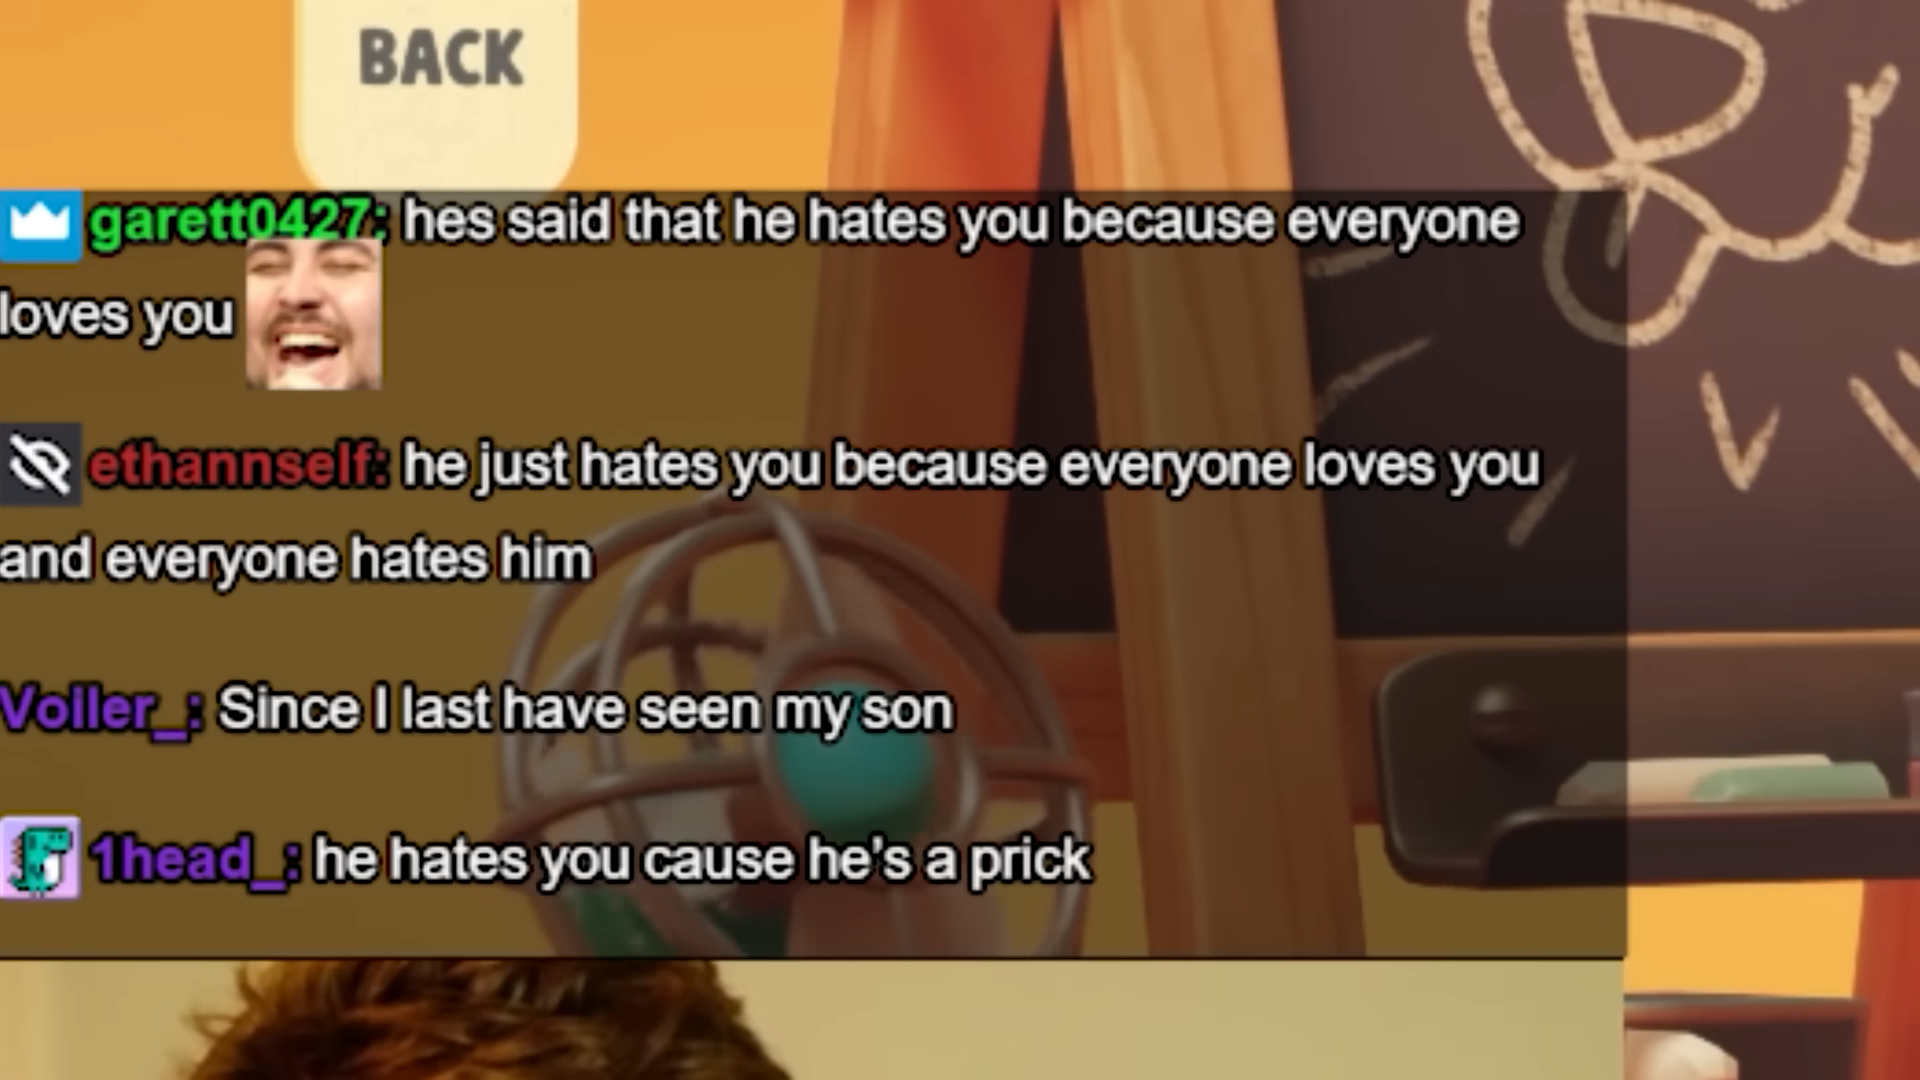 BACK
garett0427: hes said that he hates you because everyone
loves you
ethannself: he just hates you because everyone loves you
and everyone hates him
Voller_: Since I last have seen my son
1head_: he hates you cause he's a prick